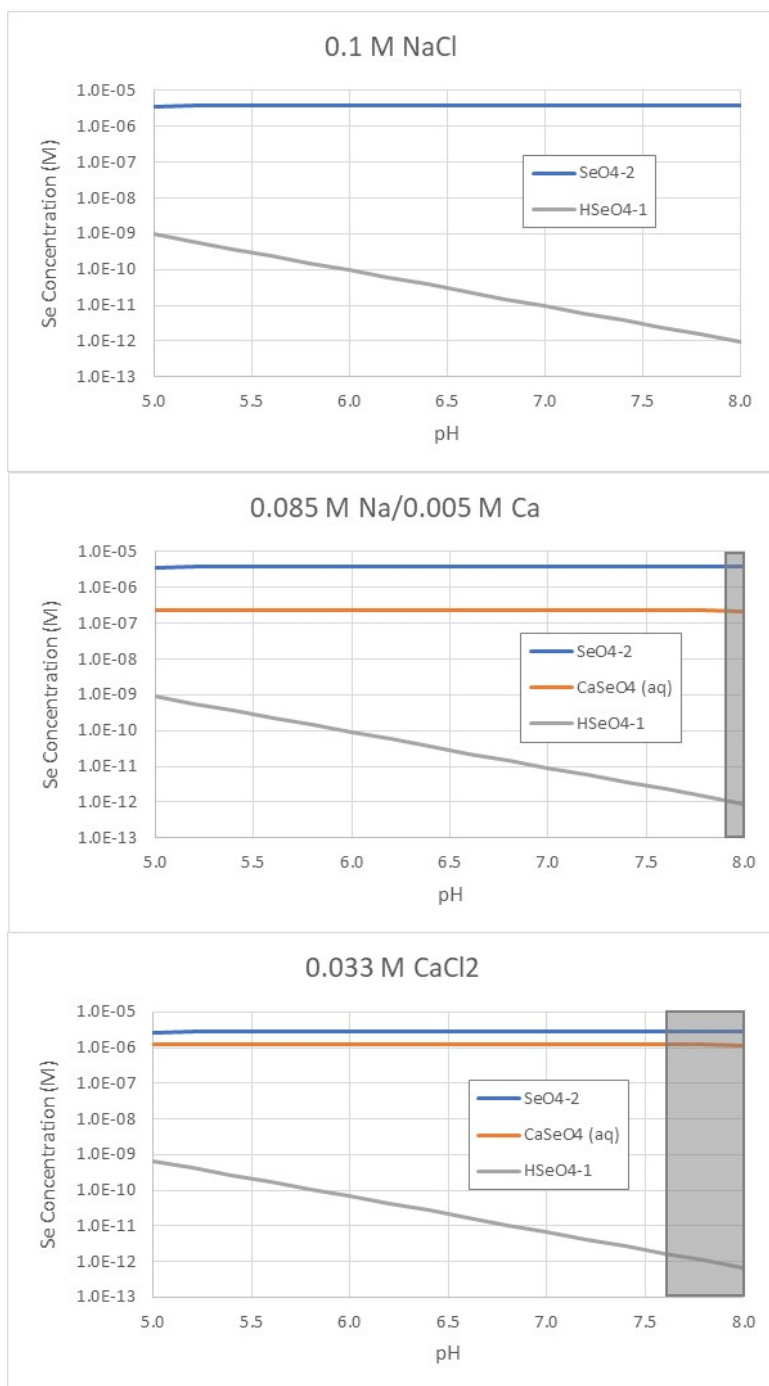 0.1 M NaCl
1.0E-05
1.0E-06
1.0E-07
1.0E-08
1.0E-09
1.0E-10
1.0E-11
1.0E-12
1.0E-13
Se Concentration (M)
SeO4-2
HSeO4-1
5.0 5.5 6.0 6.5 7.0 7.5 8.0
pH
0.085 M Na/0.005 M Ca
1.0E-05
1.0E-06
1.0E-07
1.0E-08
1.0E-09
1.0E-10
1.0E-11
1.0E-12
1.0E-13
Se Concentration (M)
SeO4-2
CaSeO4 (aq)
HSeO4-1
5.0 5.5 6.0 6.5 7.0 7.5 8.0
pH
0.033 M CaCl2
1.0E-05
1.0E-06
1.0E-07
1.0E-08
1.0E-09
1.0E-10
1.0E-11
1.0E-12
1.0E-13
Se Concentration (M)
SeO4-2
CaSeO4 (aq)
HSeO4-1
5.0 5.5 6.0 6.5 7.0 7.5 8.0
pH